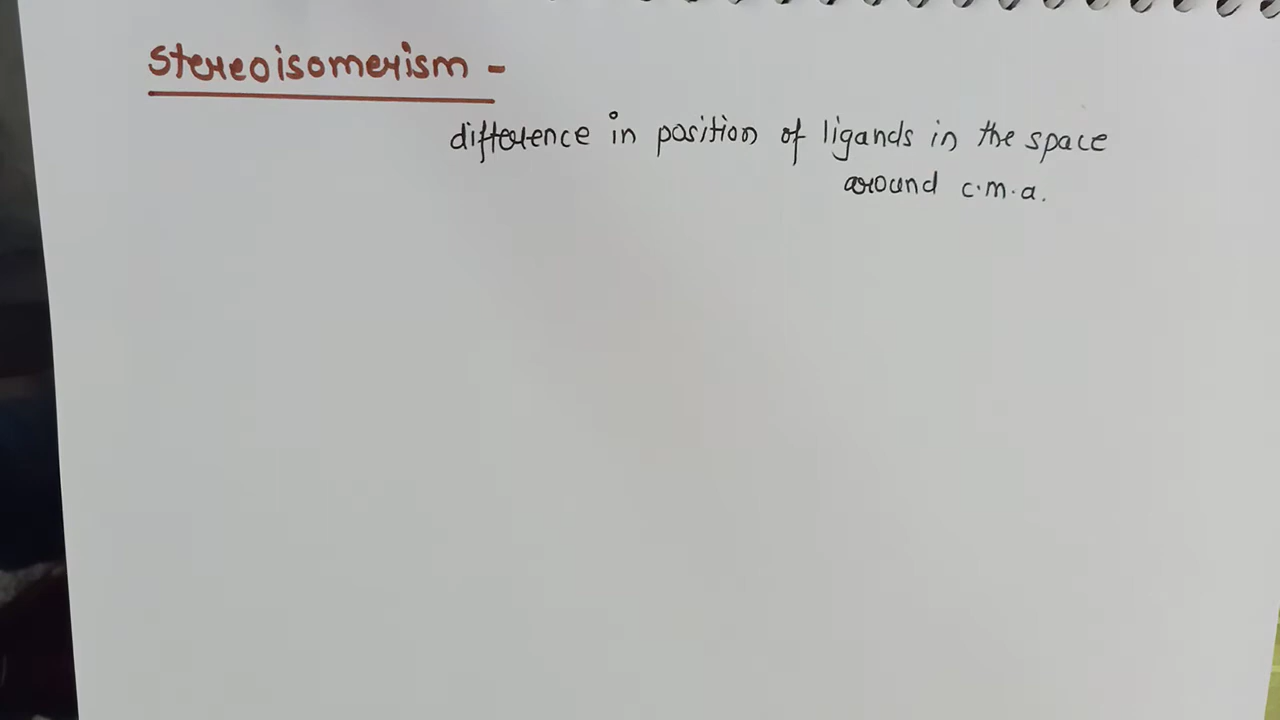 Stereoisomerism -
difference in position of ligands in the space
around c.m.a.